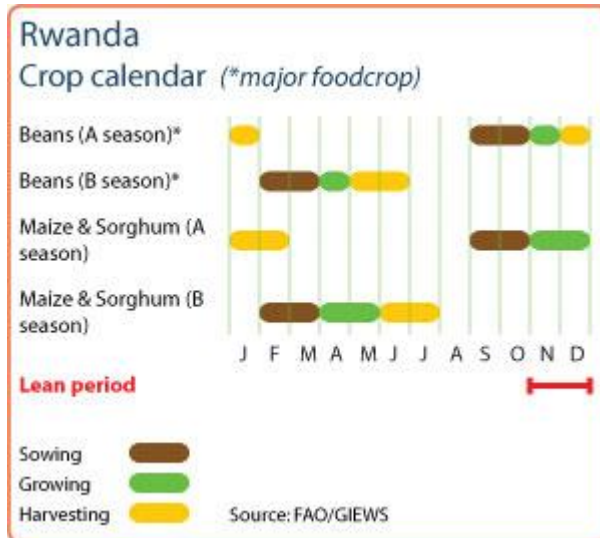 Rwanda
Crop calendar (*major foodcrop)
Beans (A season)*
Beans (B season)*
Maize & Sorghum (A
season)
Maize & Sorghum (B
season)
J F M A M J J A S O N D
Lean period
Sowing
Growing
Harvesting
Source: FAO/GIEWS